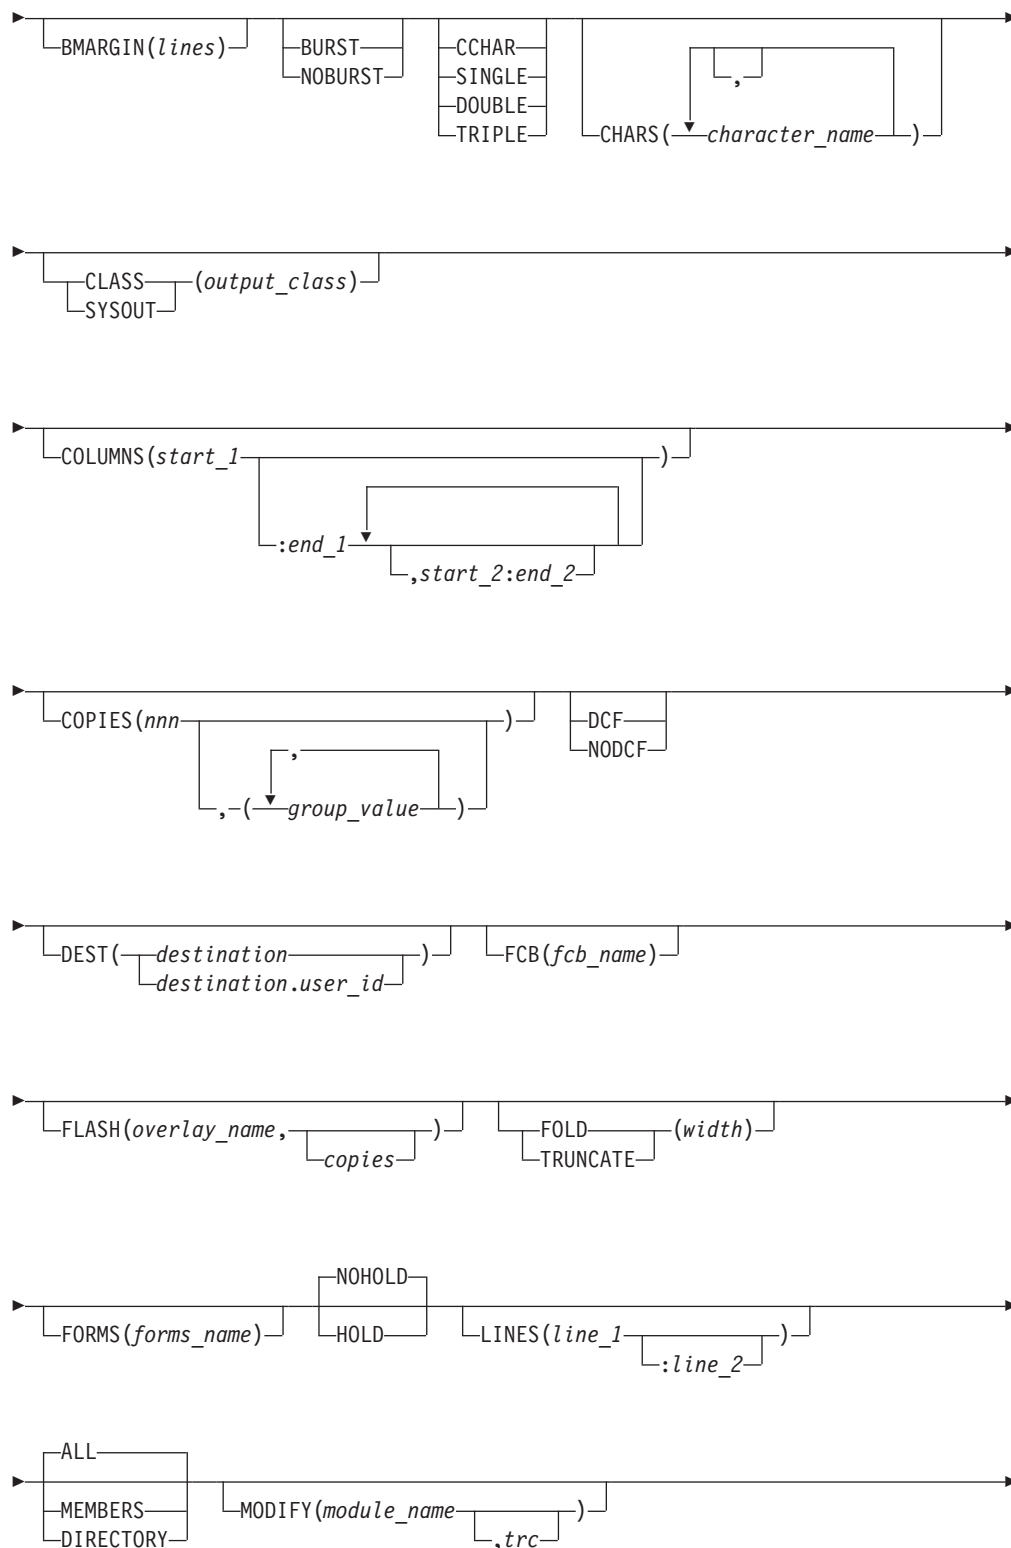 BMARGIN(lines) BURST CCHAR ,
NOBURST SINGLE
DOUBLE
TRIPLE CHARS( character_name )
CLASS (output_class)
SYSOUT
COLUMNS(start_1 )
:end_1
,start_2:end_2
COPIES(nnn ) DCF
, NODCF
,-( group_value )
DEST( destination ) FCB(fcb_name)
destination.user_id
FLASH(overlay_name, ) FOLD (width)
copies TRUNCATE
NOHOLD
FORMS(forms_name) HOLD LINES(line_1 )
:line_2
ALL
MEMBERS MODIFY(module_name )
DIRECTORY ,trc